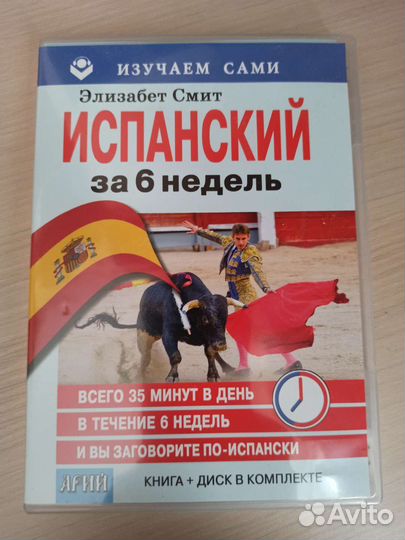 ИЗУЧАЕМ САМИ
Элизабет Смит
ИСПАНСКИЙ
за 6 недель
ВСЕГО 35 МИНУТ В ДЕНЬ
В ТЕЧЕНИЕ 6 НЕДЕЛЬ
И ВЫ ЗАГОВОРИТЕ ПО-ИСПАНСКИ
АРИЙ
КНИГА + ДИСК В КОМПЛЕКТЕ
Avito